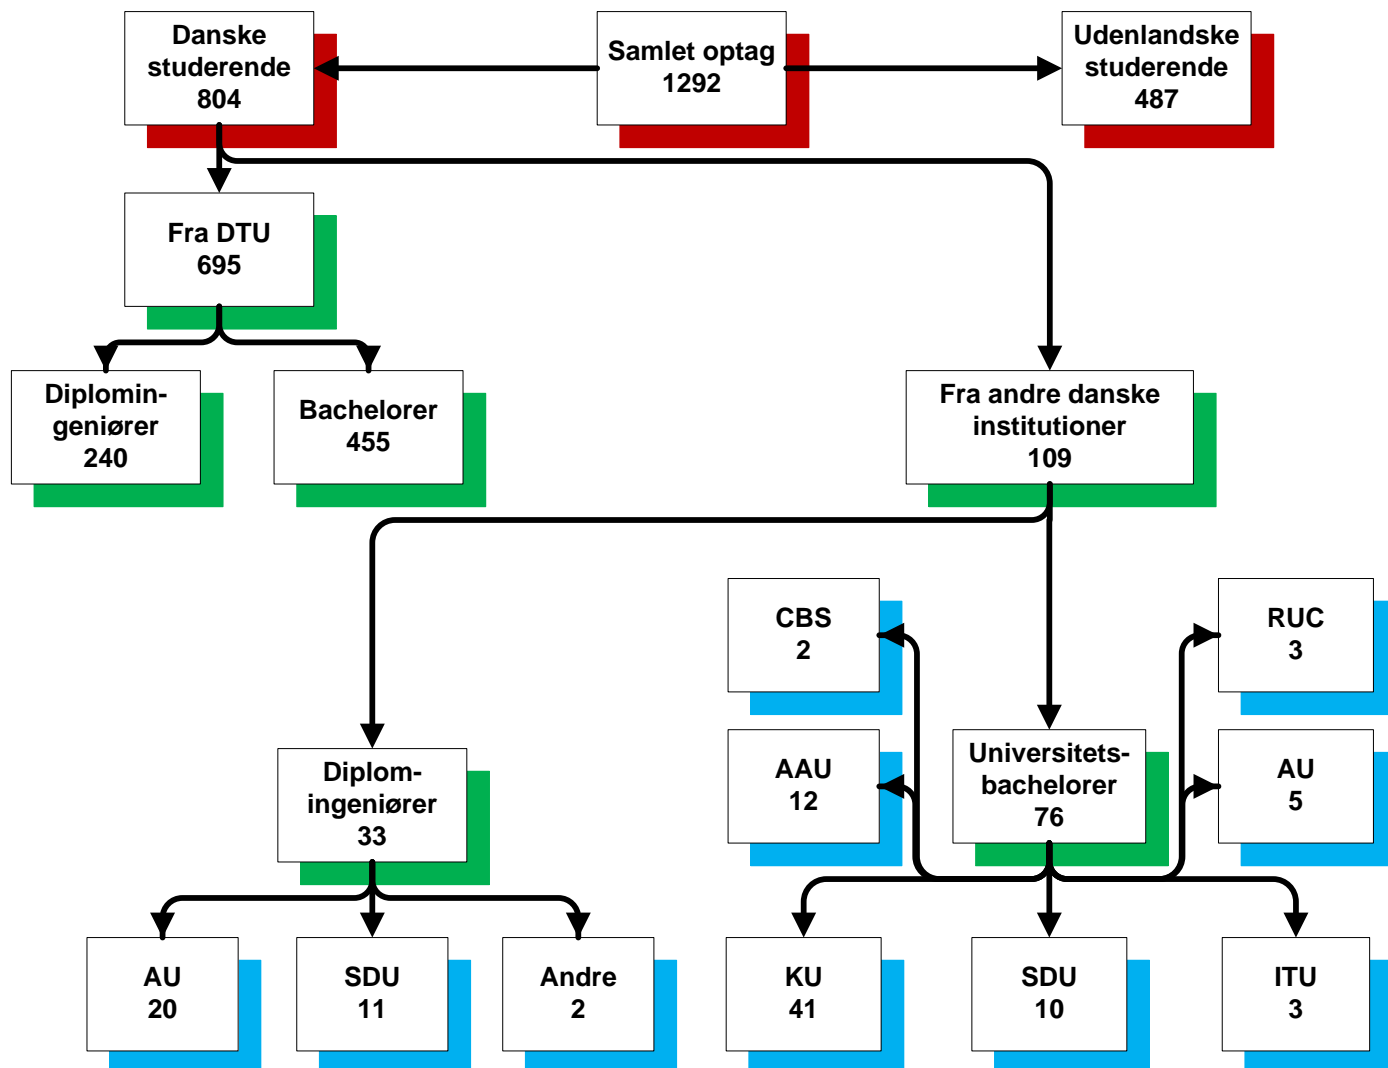 Danske
studerende
804
Samlet optag
1292
Udenlandske
studerende
487
Fra DTU
695
Diplomin-
geniører
240
Bachelorer
455
Fra andre danske
institutioner
109
CBS
2
RUC
3
AAU
12
Universitets-
bachelorer
76
AU
5
Diplom-
ingeniører
33
AU
20
SDU
11
Andre
2
KU
41
SDU
10
ITU
3